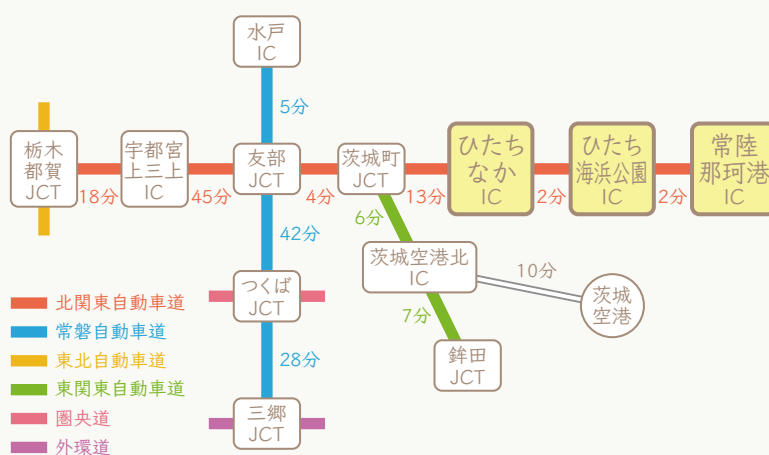 水戸
IC
5分
栃木
都賀
JCT
18分
宇都宮
上三上
IC
45分
友部
JCT
4分
茨城町
JCT
13分
ひたち
なか
IC
2分
ひたち
海浜公園
IC
2分
常陸
那珂港
IC
6分
42分
茨城空港北
IC
10分
茨城
空港
つくば
JCT
7分
鉾田
JCT
28分
三郷
JCT
北関東自動車道
常磐自動車道
東北自動車道
東関東自動車道
圏央道
外環道